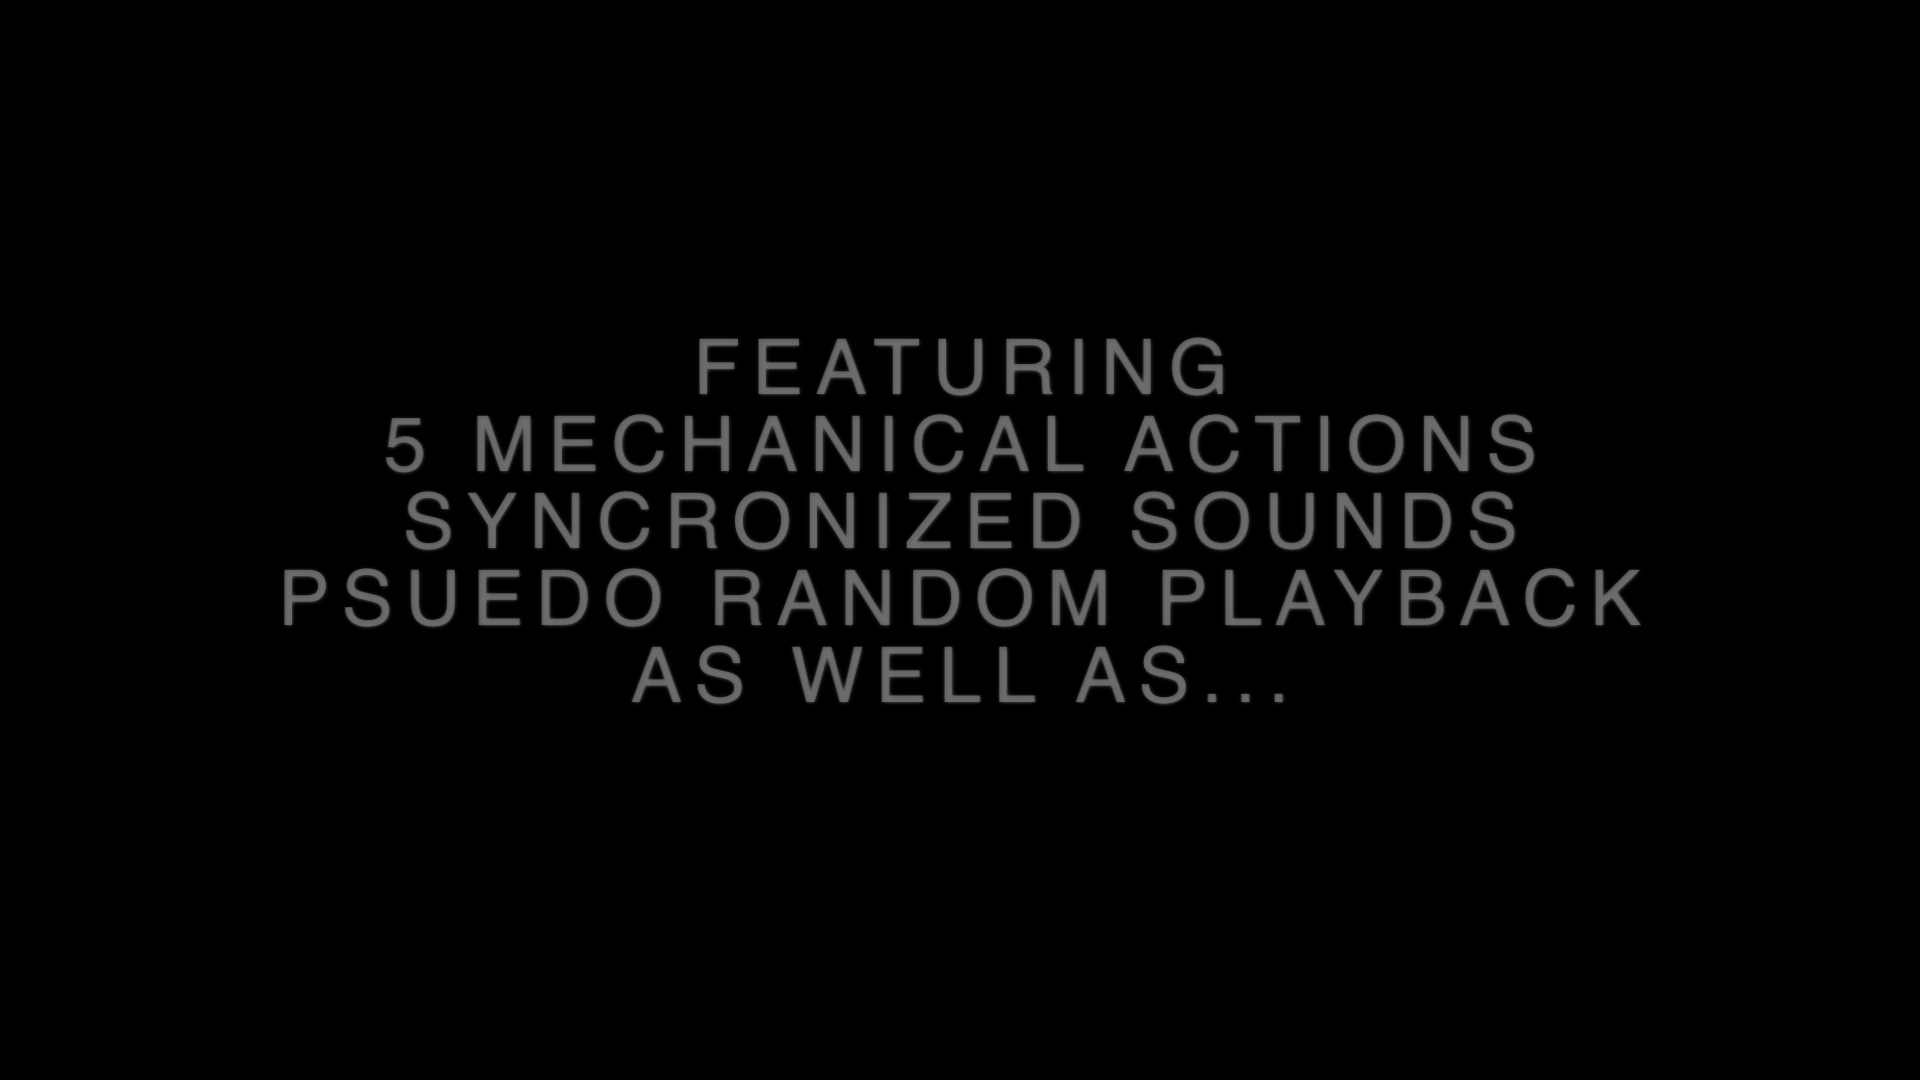 FEATURING
5 MECHANICAL ACTIONS
SYNCRONIZED SOUNDS
PSUEDO RANDOM PLAYBACK
AS WELL AS...